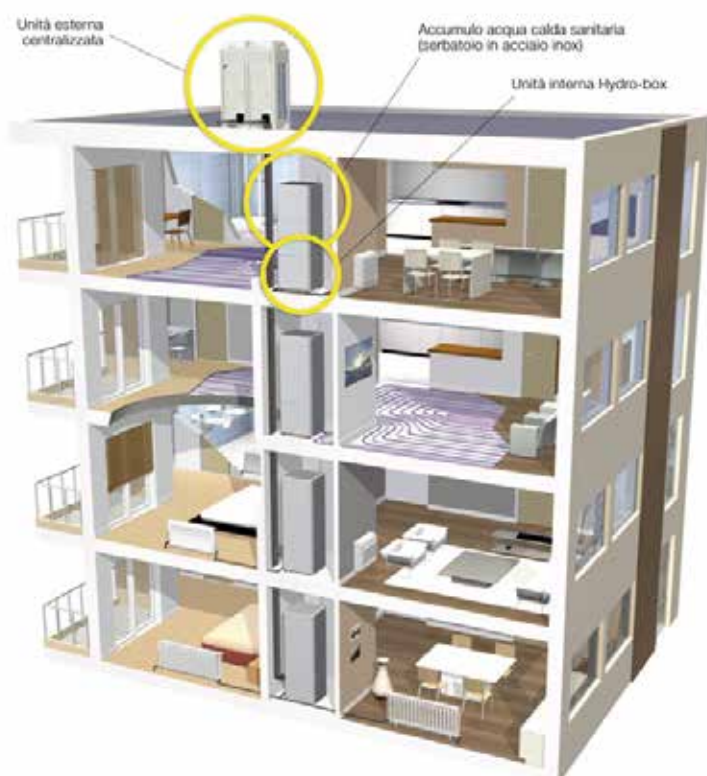 Unità esterna
centralizzata
Accumulo acqua calda sanitaria
(serbatoio in acciaio inox)
Unità interna Hydro-box